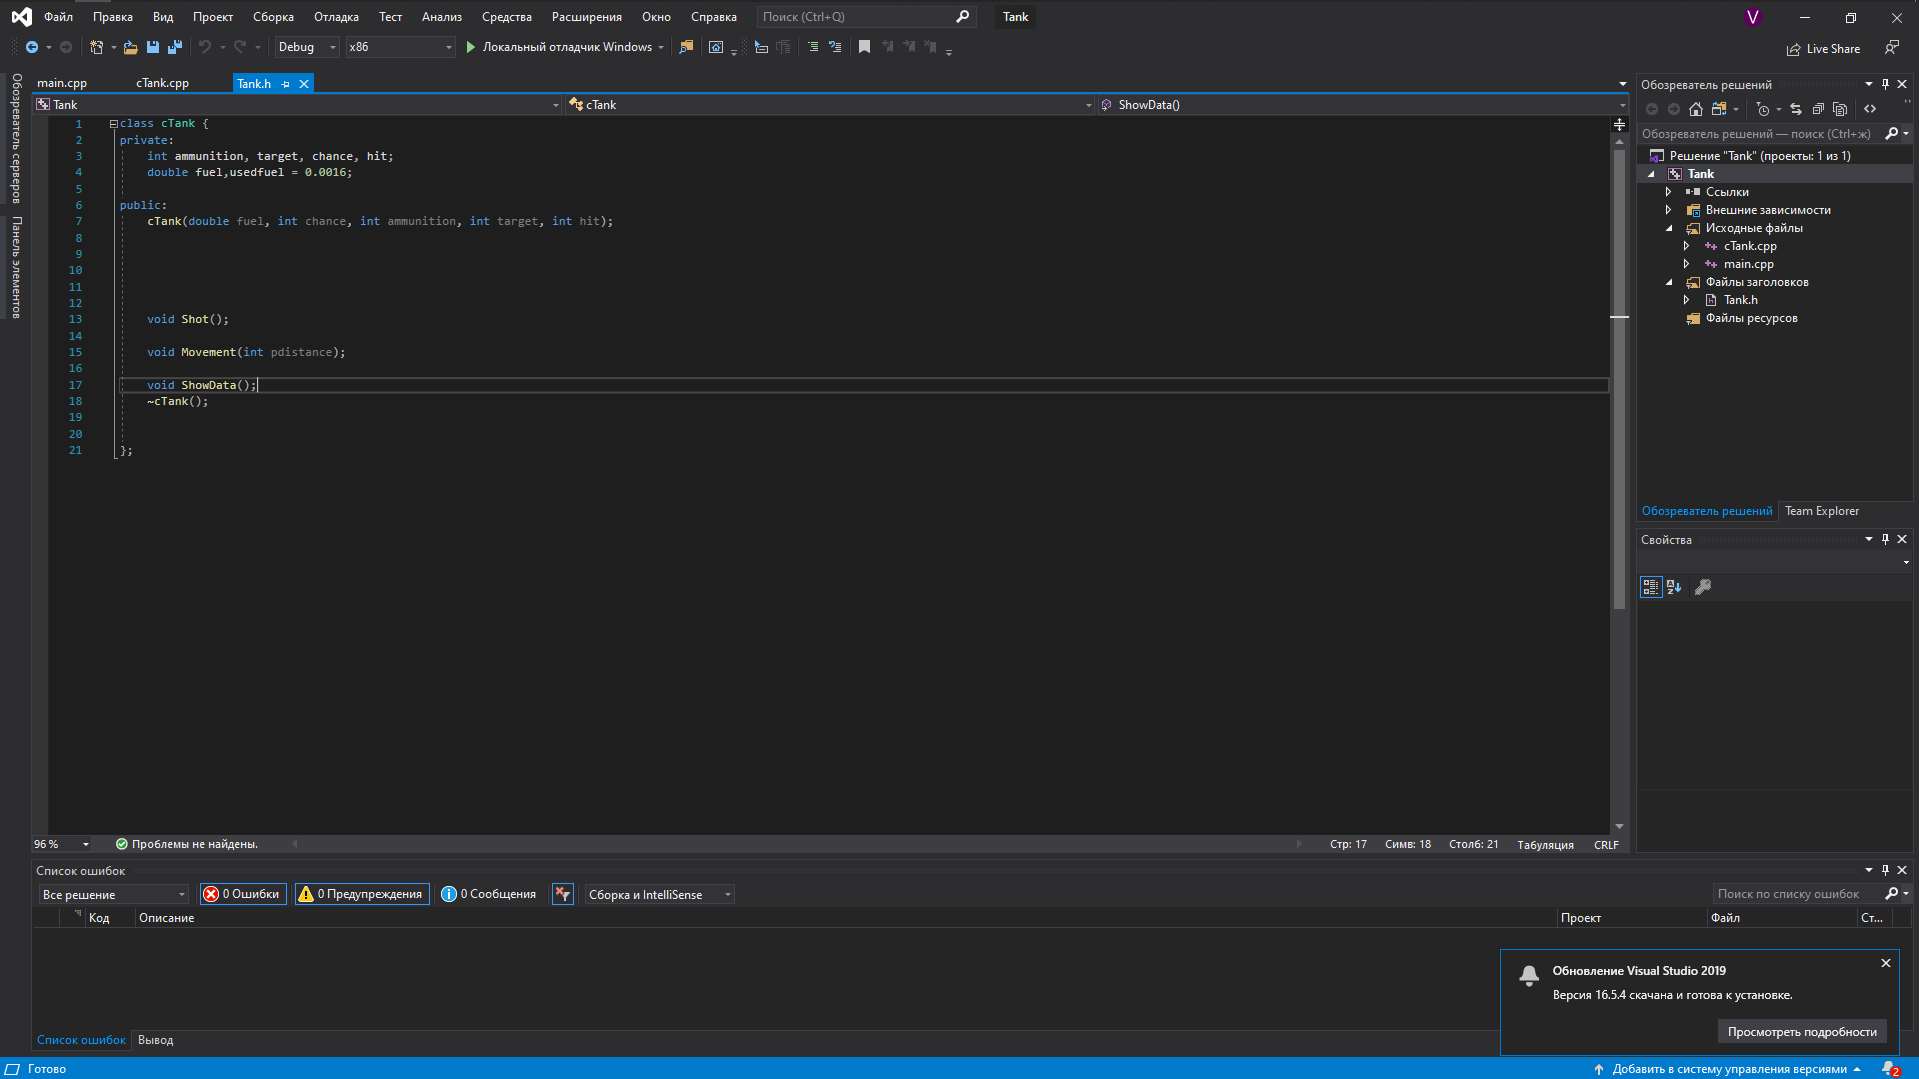 Файл Правка Вид Проект Сборка Отладка Тест Анализ Средства Расширения Окно Справка Поиск (Ctrl+Q) Tank V
Debug x86 Локальный отладчик Windows Live Share
Обозреватель серверов
Панель элементов
main.cpp cTank.cpp Tank.h
Tank cTank ShowData()
1 class cTank {
2 private:
3 int ammunition, target, chance, hit;
4 double fuel,usedfuel = 0.0016;
5
6 public:
7 cTank(double fuel, int chance, int ammunition, int target, int hit);
8
9
10
11
12
13 void Shot();
14
15 void Movement(int pdistance);
16
17 void ShowData();
18 ~cTank();
19
20
21 };
96 % Проблемы не найдены. Стр: 17 Симв: 18 Столб: 21 Табуляция CRLF
Обозреватель решений
Обозреватель решений — поиск (Ctrl+ж)
Решение "Tank" (проекты: 1 из 1)
Tank
Ссылки
Внешние зависимости
Исходные файлы
cTank.cpp
main.cpp
Файлы заголовков
Tank.h
Файлы ресурсов
Обозреватель решений Team Explorer
Свойства
Список ошибок
Все решение 0 Ошибки 0 Предупреждения 0 Сообщения Сборка и IntelliSense Поиск по списку ошибок
Код Описание Проект Файл Ст...
Обновление Visual Studio 2019
Версия 16.5.4 скачана и готова к установке.
Просмотреть подробности
Список ошибок Вывод
Готово Добавить в систему управления версиями 2